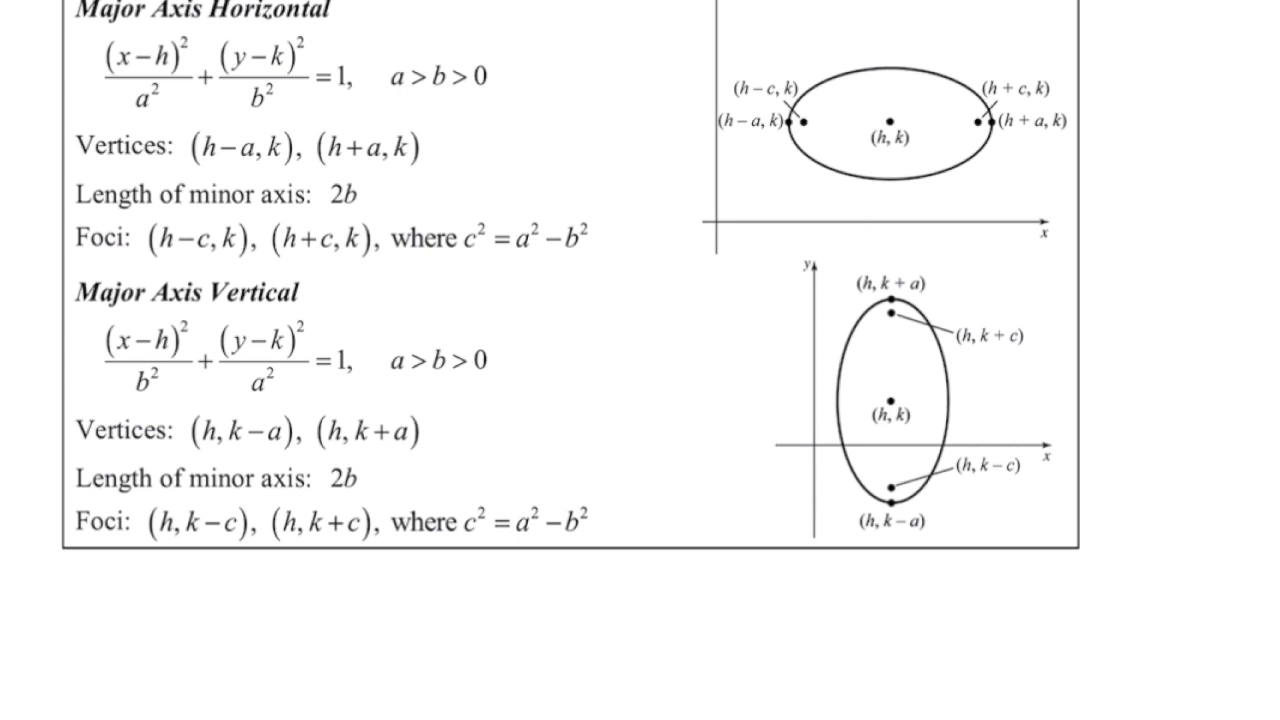 Major Axis Horizontal
(x−h)²/a² + (y−k)²/b² = 1, a > b > 0
Vertices: (h−a, k), (h+a, k)
Length of minor axis: 2b
Foci: (h−c, k), (h+c, k), where c² = a² − b²
(h − c, k)
(h + c, k)
(h − a, k)
(h + a, k)
(h, k)
x
Major Axis Vertical
(x−h)²/b² + (y−k)²/a² = 1, a > b > 0
Vertices: (h, k−a), (h, k+a)
Length of minor axis: 2b
Foci: (h, k−c), (h, k+c), where c² = a² − b²
y
(h, k + a)
(h, k + c)
(h, k)
x
(h, k − c)
(h, k − a)